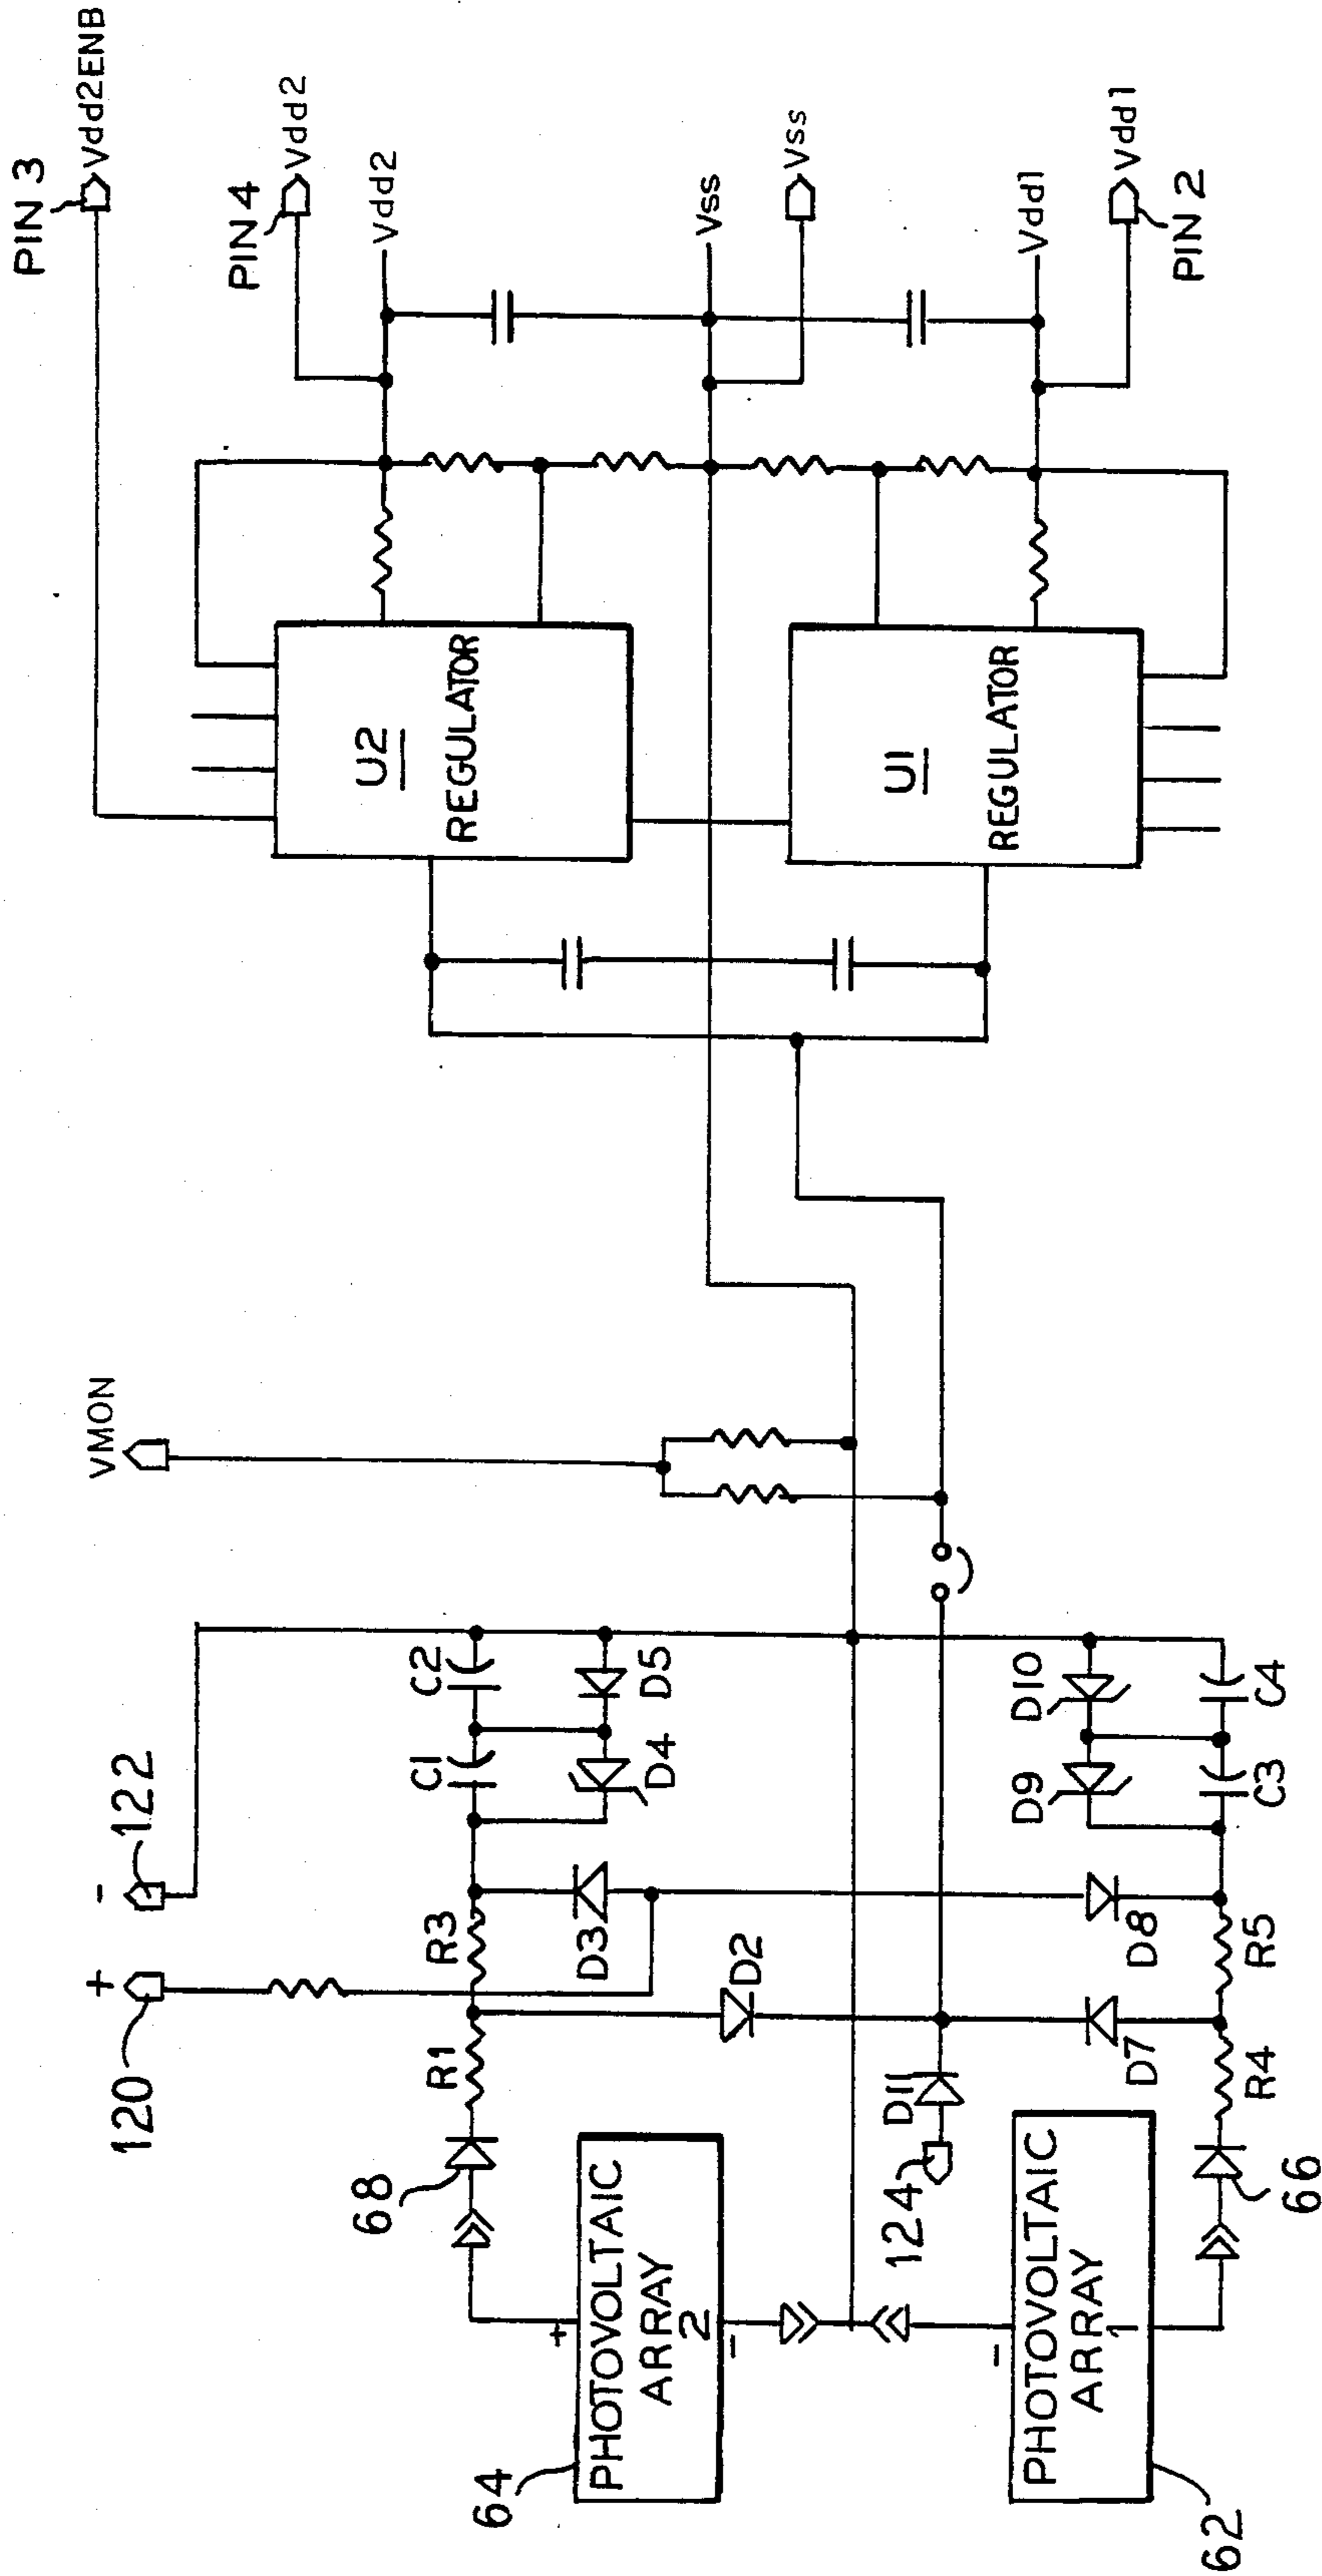 PIN 3
Vdd2ENB
PIN 4
Vdd2
Vdd2
Vss
Vss
Vdd1
Vdd1
PIN 2
U2
REGULATOR
U1
REGULATOR
VMON
-
122
+
120
C2
D5
C1
D4
D10
C4
D9
C3
R3
D3
D2
D8
R5
R1
D7
R4
68
D11
124
66
64
+
PHOTOVOLTAIC
ARRAY
2
-
-
PHOTOVOLTAIC
ARRAY
1
62